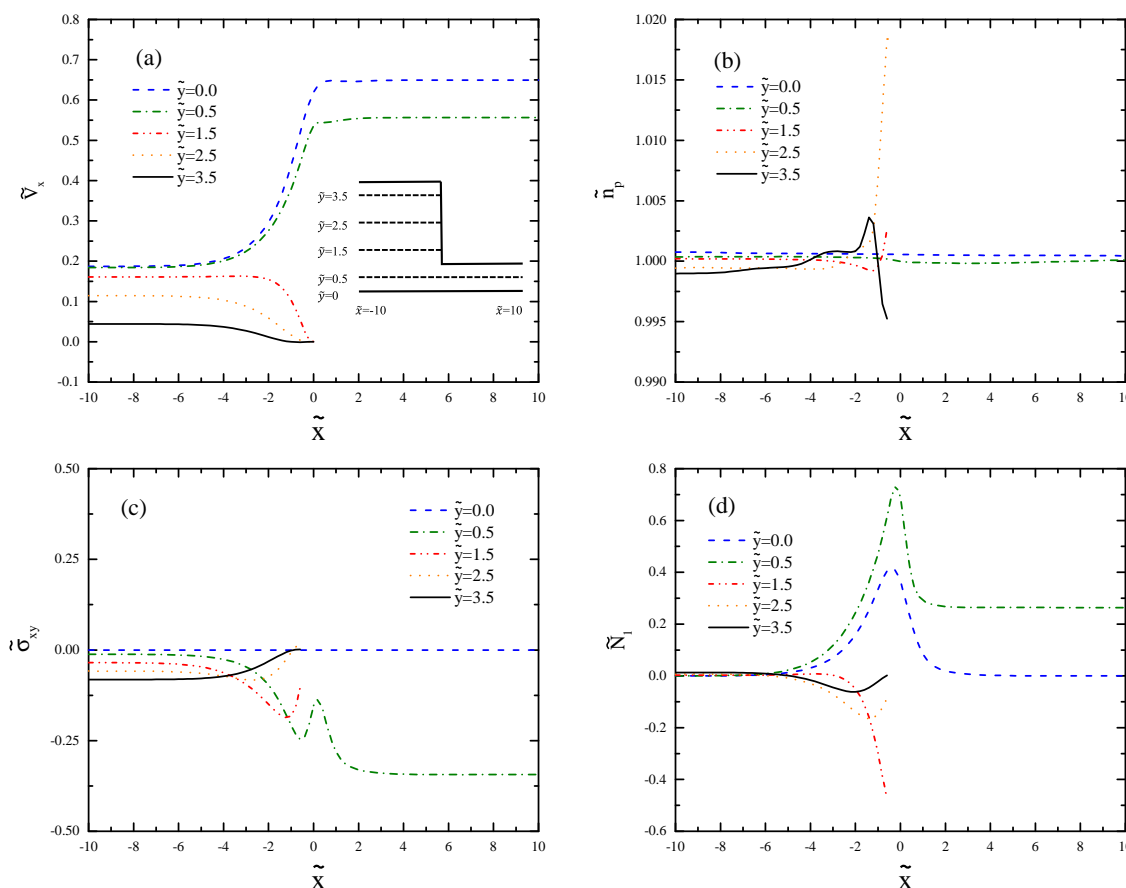 (a)
ỹ=0.0
ỹ=0.5
ỹ=1.5
ỹ=2.5
ỹ=3.5
0.8
0.7
0.6
0.5
0.4
0.3
0.2
0.1
0.0
-0.1
ṽₓ
ỹ=3.5
ỹ=2.5
ỹ=1.5
ỹ=0.5
ỹ=0
x̃=-10 x̃=10
-10 -8 -6 -4 -2 0 2 4 6 8 10
x̃
(b)
ỹ=0.0
ỹ=0.5
ỹ=1.5
ỹ=2.5
ỹ=3.5
1.020
1.015
1.010
1.005
1.000
0.995
0.990
ñₚ
-10 -8 -6 -4 -2 0 2 4 6 8 10
x̃
(c)
ỹ=0.0
ỹ=0.5
ỹ=1.5
ỹ=2.5
ỹ=3.5
0.50
0.25
0.00
-0.25
-0.50
σ̃xy
-10 -8 -6 -4 -2 0 2 4 6 8 10
x̃
(d)
ỹ=0.0
ỹ=0.5
ỹ=1.5
ỹ=2.5
ỹ=3.5
0.8
0.6
0.4
0.2
0.0
-0.2
-0.4
-0.6
Ñ₁
-10 -8 -6 -4 -2 0 2 4 6 8 10
x̃